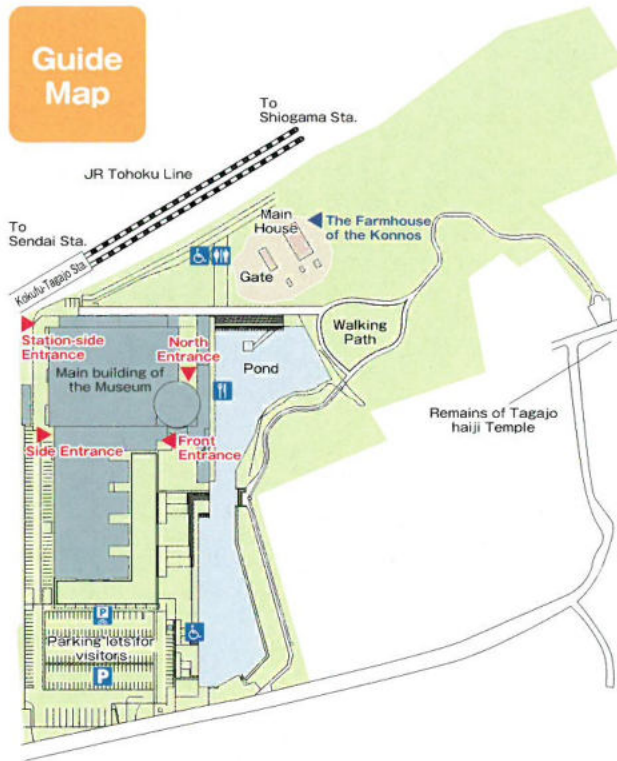 Guide
Map
To
Shiogama Sta.
JR Tohoku Line
To
Sendai Sta.
Kokufu-Tagajo Sta.
Main
House
The Farmhouse
of the Konnos
Gate
Station-side
Entrance
North
Entrance
Main building of
the Museum
Walking
Path
Pond
Remains of Tagajo
haiji Temple
Side Entrance
Front
Entrance
P
Parking lots for
visitors
P